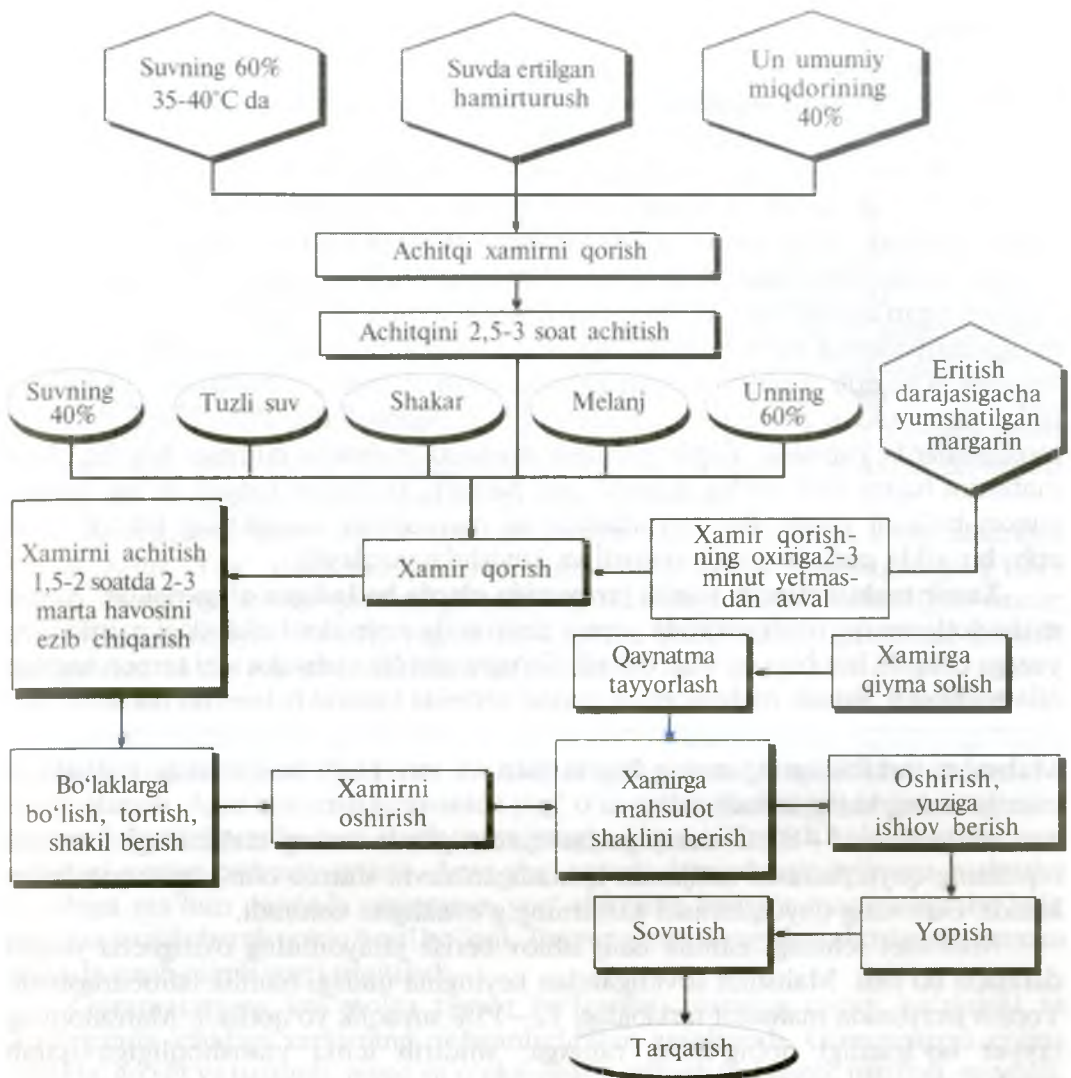 Suvning 60%
35-40°C da
Suvda ertilgan
hamirturush
Un umumiy
miqdorining
40%
Achitqi xamirni qorish
Achitqini 2,5-3 soat achitish
Suvning
40%
Tuzli suv
Shakar
Melanj
Unning
60%
Eritish
darajasigacha
yumshatilgan
margarin
Xamirni achitish
1,5-2 soatda 2-3
marta havosini
ezib chiqarish
Xamir qorish
Xamir qorish-
ning oxiriga 2-3
minut yetmas-
dan avval
Qaynatma
tayyorlash
Xamirga
qiyma solish
Bo‘laklarga
bo‘lish, tortish,
shakil berish
Xamirni
oshirish
Xamirga
mahsulot
shaklini berish
Oshirish ,
yuziga
ishlov berish
Sovutish
Yopish
Tarqatish